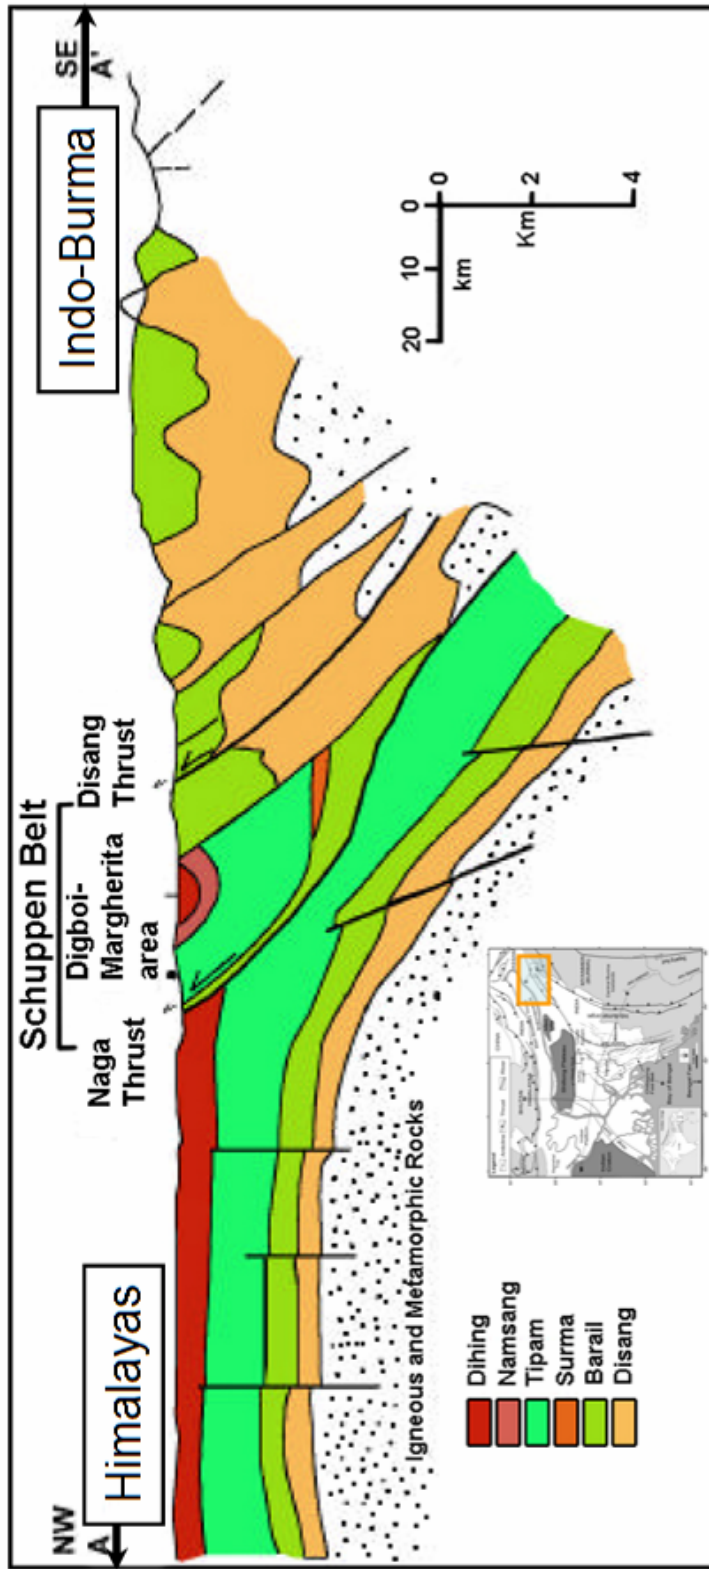 NW
A
Himalayas
Indo-Burma
SE
A'
Schuppen Belt
Naga
Thrust
Digboi-
Margherita
area
Disang
Thrust
Igneous and Metamorphic Rocks
20
10
0
km
0
2
4
Km
Dihing
Namsang
Tipam
Surma
Barail
Disang